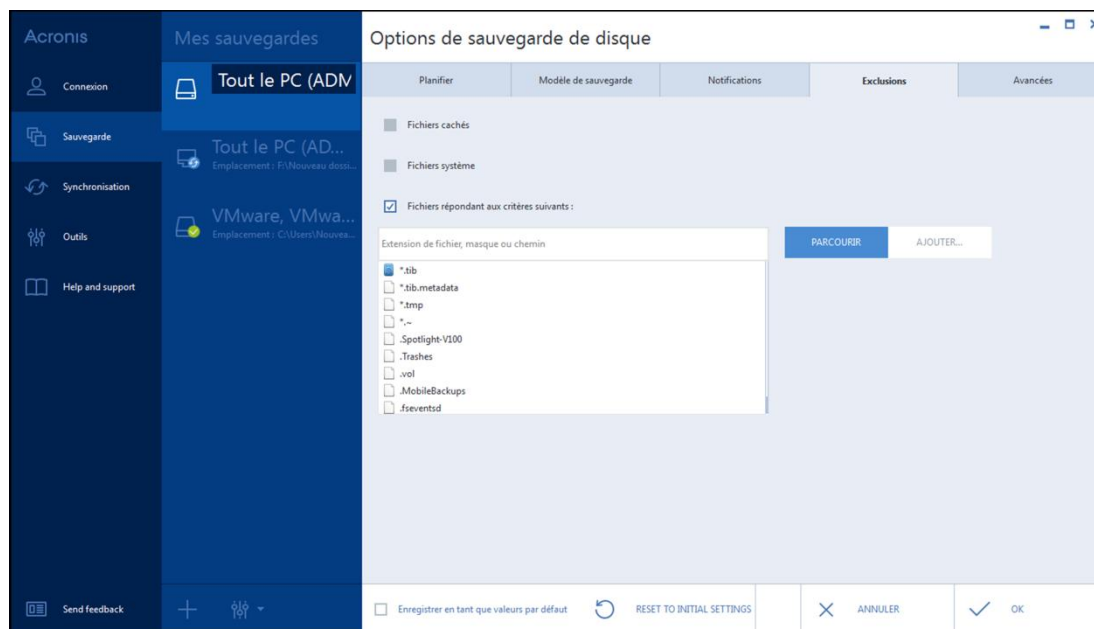 Acronis
Connexion
Sauvegarde
Synchronisation
Outils
Help and support
Send feedback
Mes sauvegardes
Tout le PC (ADM
Tout le PC (AD...
Emplacement : F:\Nouveau dossi...
VMware, VMwa...
Emplacement : C:\Users\Nouvea...
Options de sauvegarde de disque
Planifier
Modèle de sauvegarde
Notifications
Exclusions
Avancées
Fichiers cachés
Fichiers système
Fichiers répondant aux critères suivants :
Extension de fichier, masque ou chemin
PARCOURIR
AJOUTER...
*.tib
*.tib.metadata
*.tmp
*.~
.Spotlight-V100
.Trashes
.vol
.MobileBackups
.fseventsd
Enregistrer en tant que valeurs par défaut
RESET TO INITIAL SETTINGS
ANNULER
OK